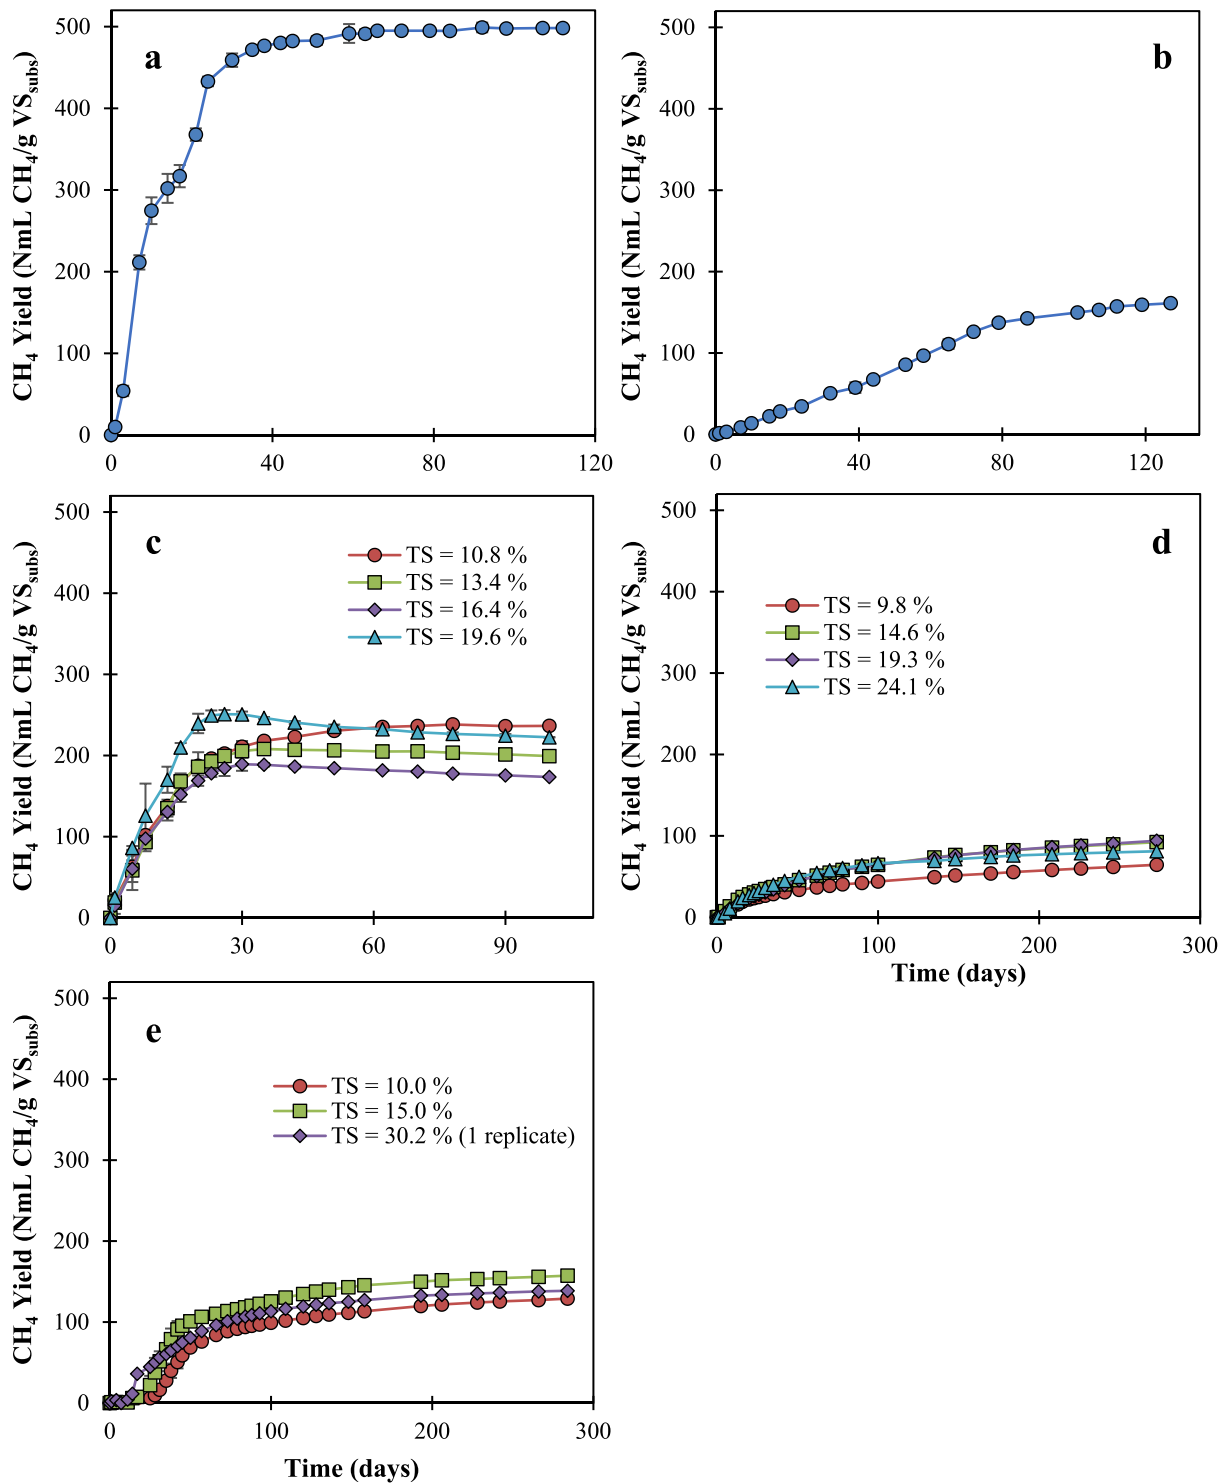 a
CH4 Yield (NmL CH4/g VSsubs)
500
400
300
200
100
0
0
40
80
120
b
CH4 Yield (NmL CH4/g VSsubs)
500
400
300
200
100
0
0
40
80
120
c
CH4 Yield (NmL CH4/g VSsubs)
500
400
300
200
100
0
TS = 10.8 %
TS = 13.4 %
TS = 16.4 %
TS = 19.6 %
0
30
60
90
d
CH4 Yield (NmL CH4/g VSsubs)
500
400
300
200
100
0
TS = 9.8 %
TS = 14.6 %
TS = 19.3 %
TS = 24.1 %
0
100
200
300
Time (days)
e
CH4 Yield (NmL CH4/g VSsubs)
500
400
300
200
100
0
TS = 10.0 %
TS = 15.0 %
TS = 30.2 % (1 replicate)
0
100
200
300
Time (days)